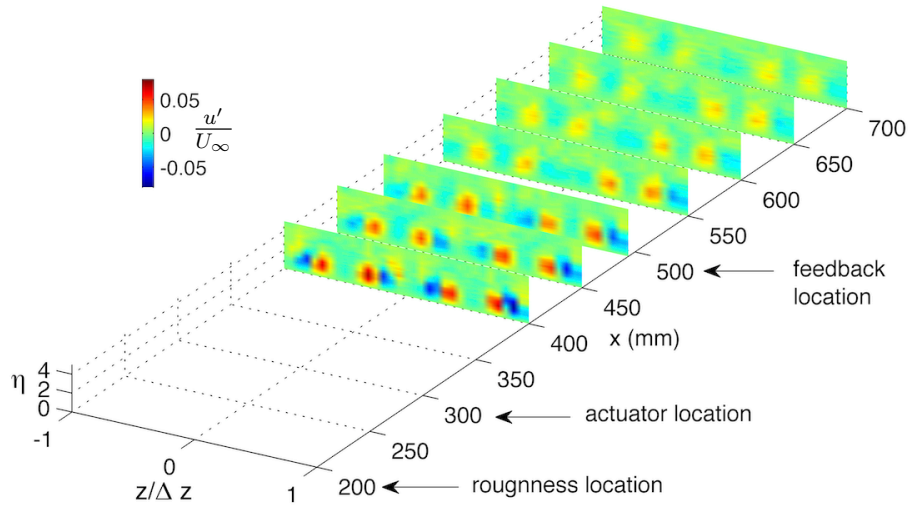 0.05
0
-0.05
u′
U∞
700
650
600
550
500
feedback
location
450
400
x (mm)
350
300
actuator location
250
200
rougnness location
η
4
2
0
-1
0
1
z/Δ z